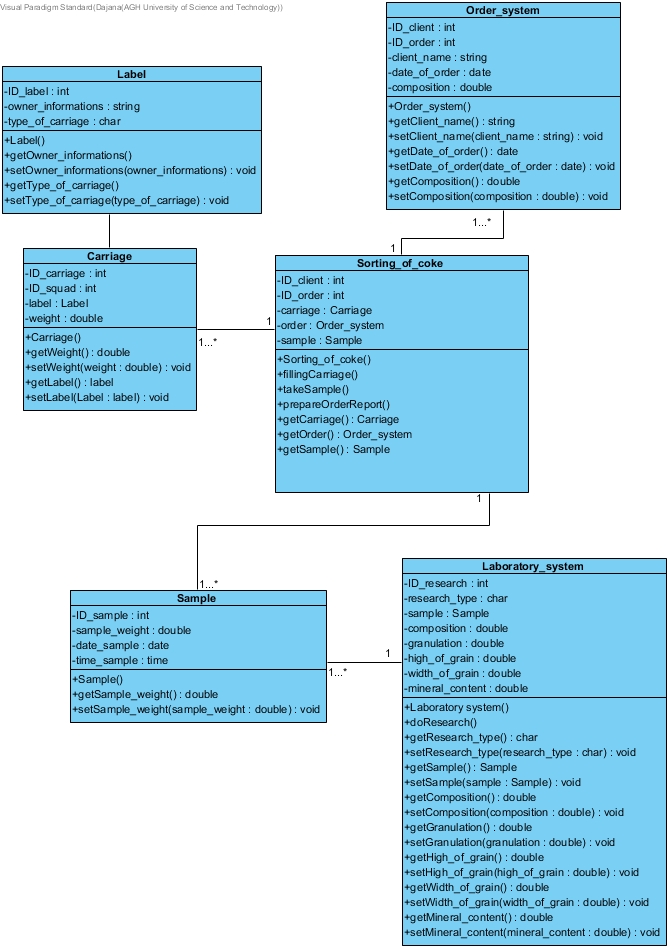 Visual Paradigm Standard(Dajana(AGH University of Science and Technology))
Order_system
-ID_client : int
-ID_order : int
-client_name : string
-date_of_order : date
-composition : double
+Order_system()
+getClient_name() : string
+setClient_name(client_name : string) : void
+getDate_of_order() : date
+setDate_of_order(date_of_order : date) : void
+getComposition() : double
+setComposition(composition : double) : void
Label
-ID_label : int
-owner_informations : string
-type_of_carriage : char
+Label()
+getOwner_informations()
+setOwner_informations(owner_informations) : void
+getType_of_carriage()
+setType_of_carriage(type_of_carriage) : void
1...*
1
Carriage
-ID_carriage : int
-ID_squad : int
-label : Label
-weight : double
+Carriage()
+getWeight() : double
+setWeight(weight : double) : void
+getLabel() : label
+setLabel(Label : label) : void
1
1...*
Sorting_of_coke
-ID_client : int
-ID_order : int
-carriage : Carriage
-order : Order_system
-sample : Sample
+Sorting_of_coke()
+fillingCarriage()
+takeSample()
+prepareOrderReport()
+getCarriage() : Carriage
+getOrder() : Order_system
+getSample() : Sample
1
1...*
Sample
-ID_sample : int
-sample_weight : double
-date_sample : date
-time_sample : time
+Sample()
+getSample_weight() : double
+setSample_weight(sample_weight : double) : void
1
1...*
Laboratory_system
-ID_research : int
-research_type : char
-sample : Sample
-composition : double
-granulation : double
-high_of_grain : double
-width_of_grain : double
-mineral_content : double
+Laboratory system()
+doResearch()
+getResearch_type() : char
+setResearch_type(research_type : char) : void
+getSample() : Sample
+setSample(sample : Sample) : void
+getComposition() : double
+setComposition(composition : double) : void
+getGranulation() : double
+setGranulation(granulation : double) : void
+getHigh_of_grain() : double
+setHigh_of_grain(high_of_grain : double) : void
+getWidth_of_grain() : double
+setWidth_of_grain(width_of_grain : double) : void
+getMineral_content() : double
+setMineral_content(mineral_content : double) : void